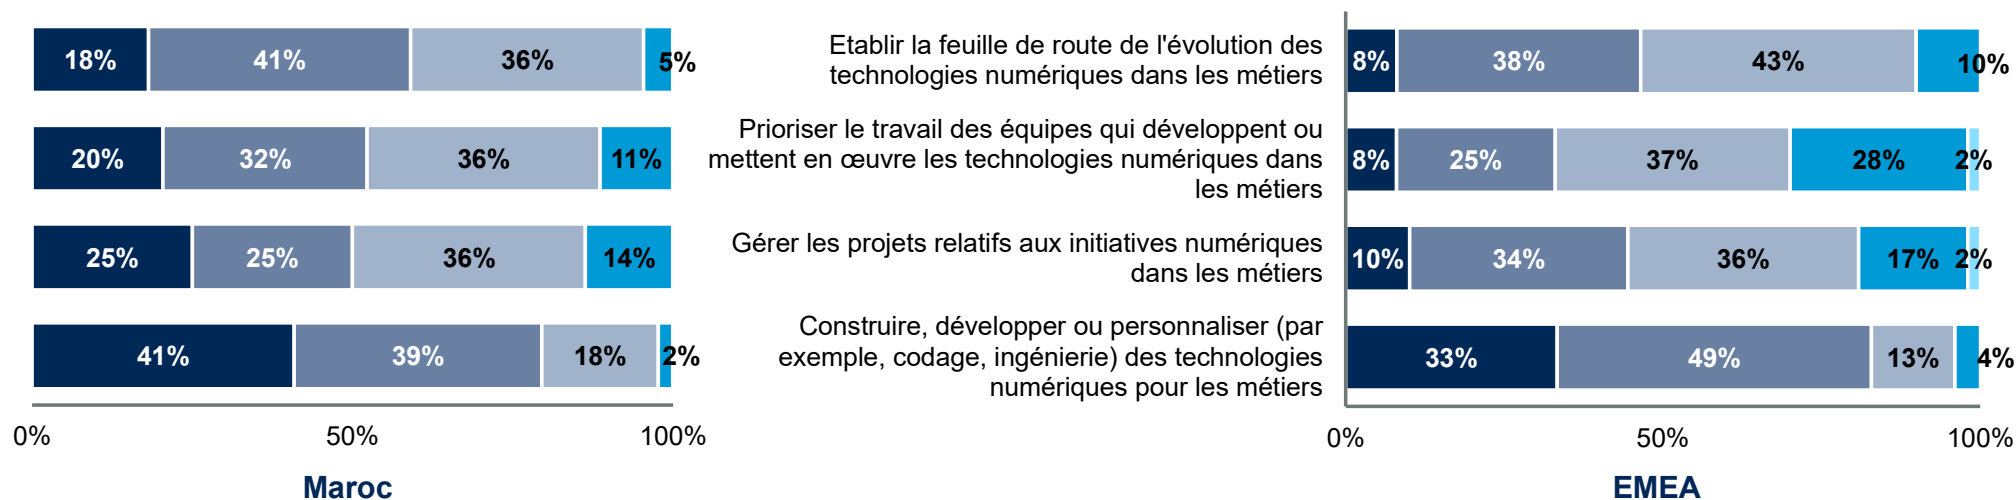 18% 41% 36% 5%
Etablir la feuille de route de l'évolution des
technologies numériques dans les métiers
8% 38% 43% 10%
20% 32% 36% 11%
Prioriser le travail des équipes qui développent ou
mettent en œuvre les technologies numériques dans
les métiers
8% 25% 37% 28% 2%
25% 25% 36% 14%
Gérer les projets relatifs aux initiatives numériques
dans les métiers
10% 34% 36% 17% 2%
41% 39% 18% 2%
Construire, développer ou personnaliser (par
exemple, codage, ingénierie) des technologies
numériques pour les métiers
33% 49% 13% 4%
0% 50% 100%
Maroc
0% 50% 100%
EMEA